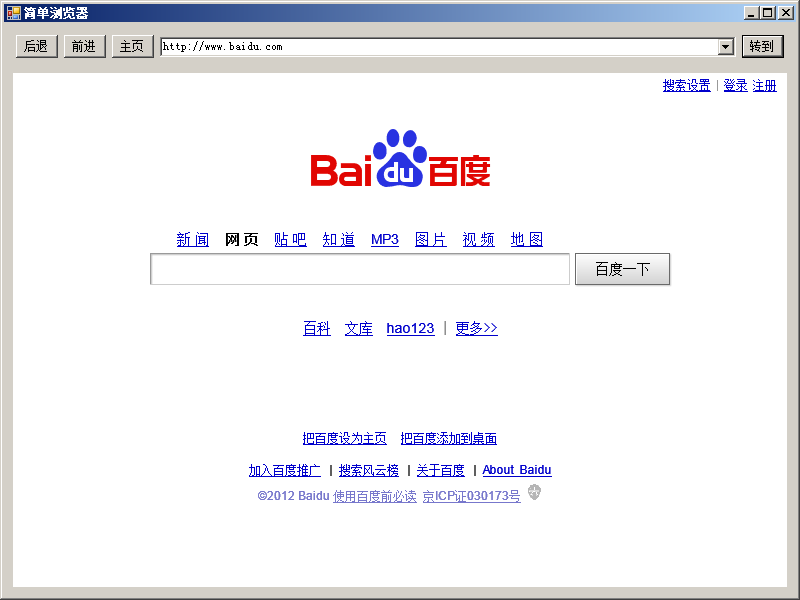 简单浏览器
后退 前进 主页 http://www.baidu.com 转到
搜索设置 | 登录 注册
Baidu百度
新闻 网页 贴吧 知道 MP3 图片 视频 地图
百度一下
百科 文库 hao123 | 更多>>
把百度设为主页 把百度添加到桌面
加入百度推广 | 搜索风云榜 | 关于百度 | About Baidu
©2012 Baidu 使用百度前必读 京ICP证030173号